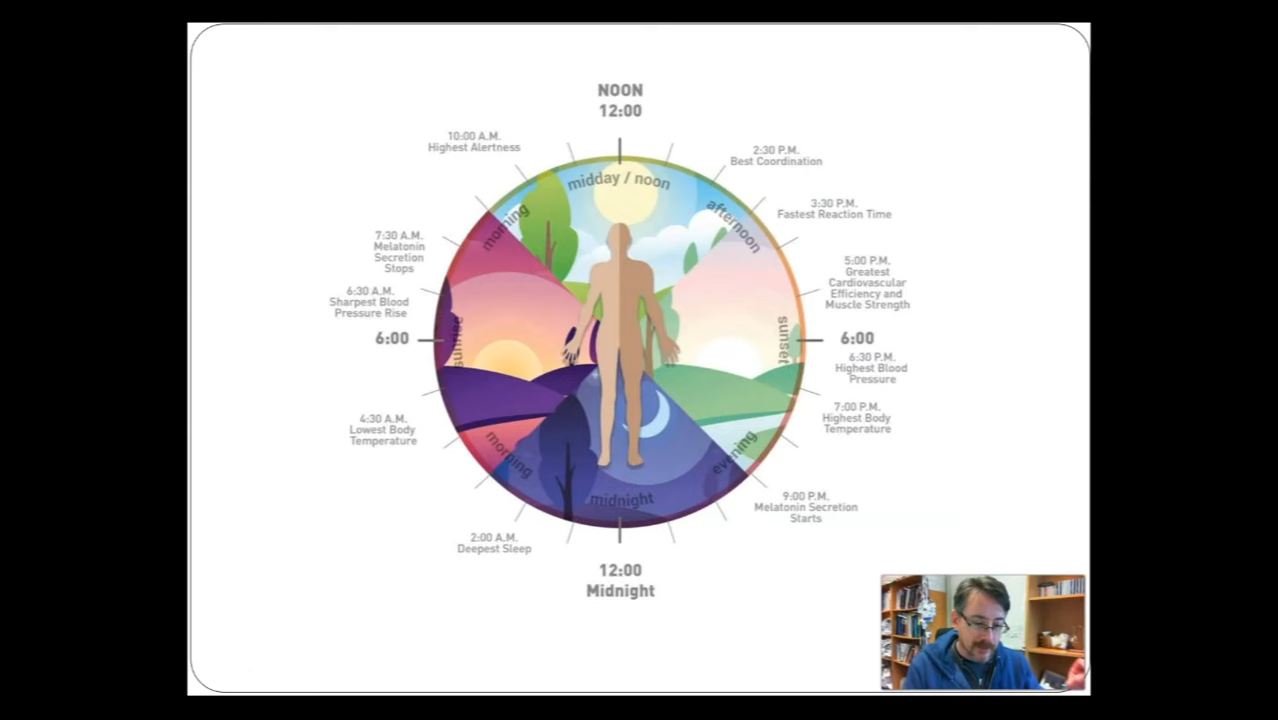 NOON
12:00
10:00 A.M.
Highest Alertness
2:30 P.M.
Best Coordination
midday / noon
morning
afternoon
3:30 P.M.
Fastest Reaction Time
7:30 A.M.
Melatonin
Secretion
Stops
5:00 P.M.
Greatest
Cardiovascular
Efficiency and
Muscle Strength
6:30 A.M.
Sharpest Blood
Pressure Rise
6:00
sunrise
sunset
6:00
6:30 P.M.
Highest Blood
Pressure
7:00 P.M.
Highest Body
Temperature
4:30 A.M.
Lowest Body
Temperature
morning
evening
midnight
9:00 P.M.
Melatonin Secretion
Starts
2:00 A.M.
Deepest Sleep
12:00
Midnight